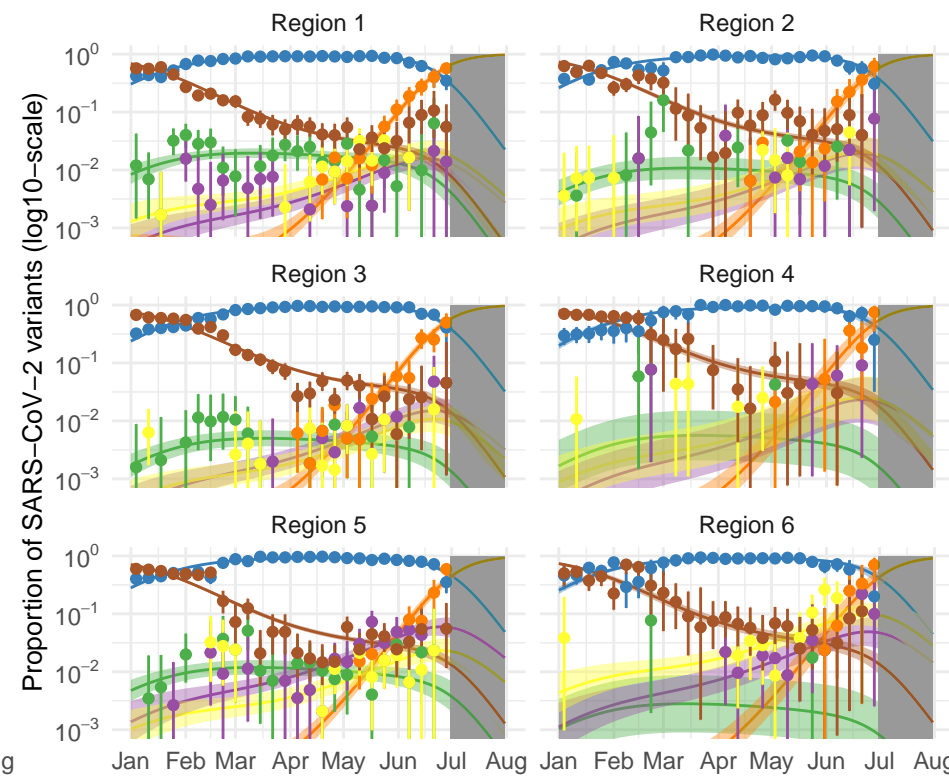 Region 1
Region 2
Proportion of SARS−CoV−2 variants (log10−scale)
10^0
10^−1
10^−2
10^−3
Region 3
Region 4
10^0
10^−1
10^−2
10^−3
Region 5
Region 6
10^0
10^−1
10^−2
10^−3
g Jan Feb Mar Apr May Jun Jul Aug Jan Feb Mar Apr May Jun Jul Aug